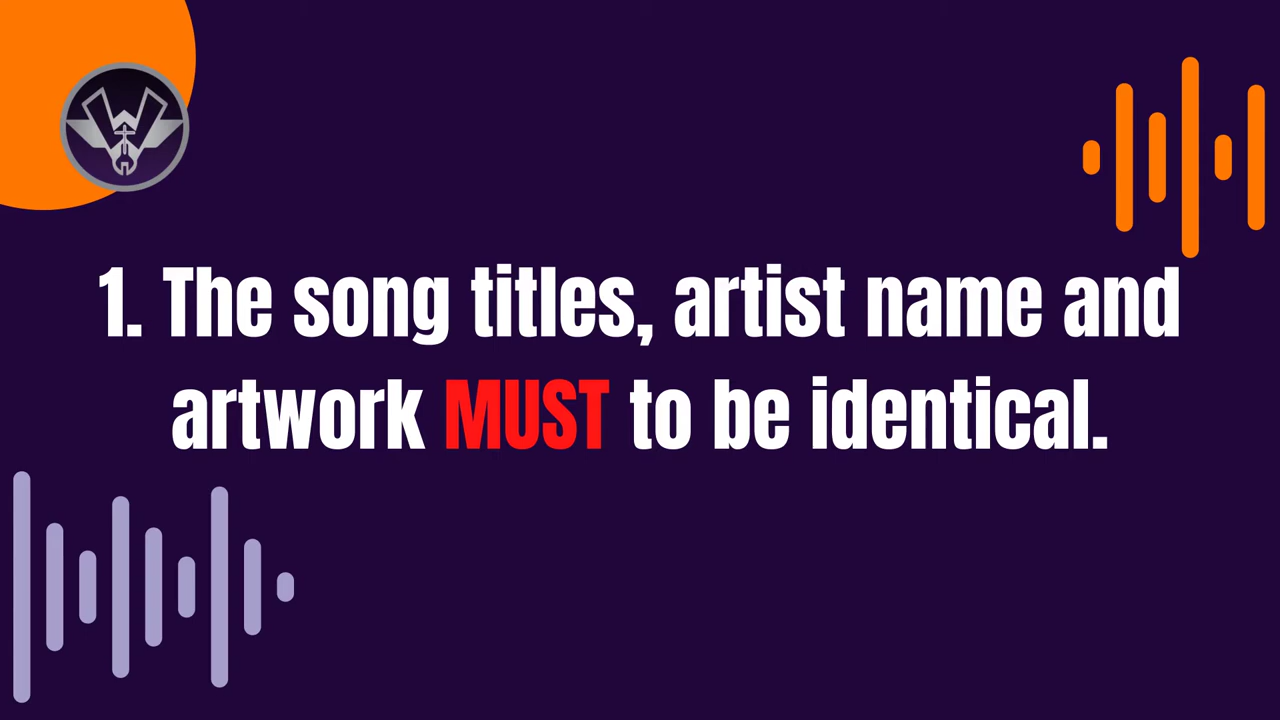 1. The song titles, artist name and
artwork MUST to be identical.